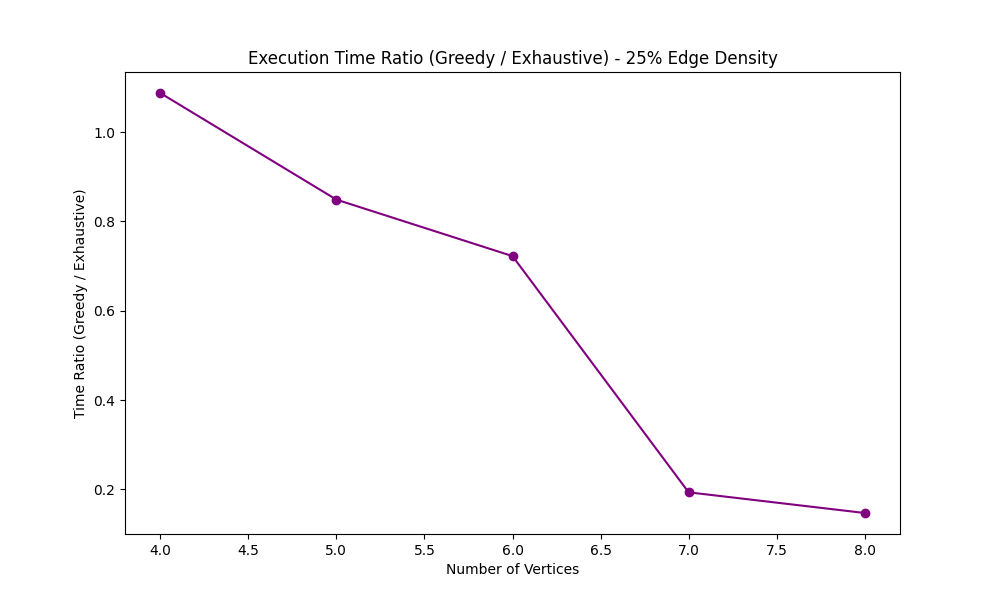 Execution Time Ratio (Greedy / Exhaustive) - 25% Edge Density
Time Ratio (Greedy / Exhaustive)
1.0
0.8
0.6
0.4
0.2
4.0 4.5 5.0 5.5 6.0 6.5 7.0 7.5 8.0
Number of Vertices